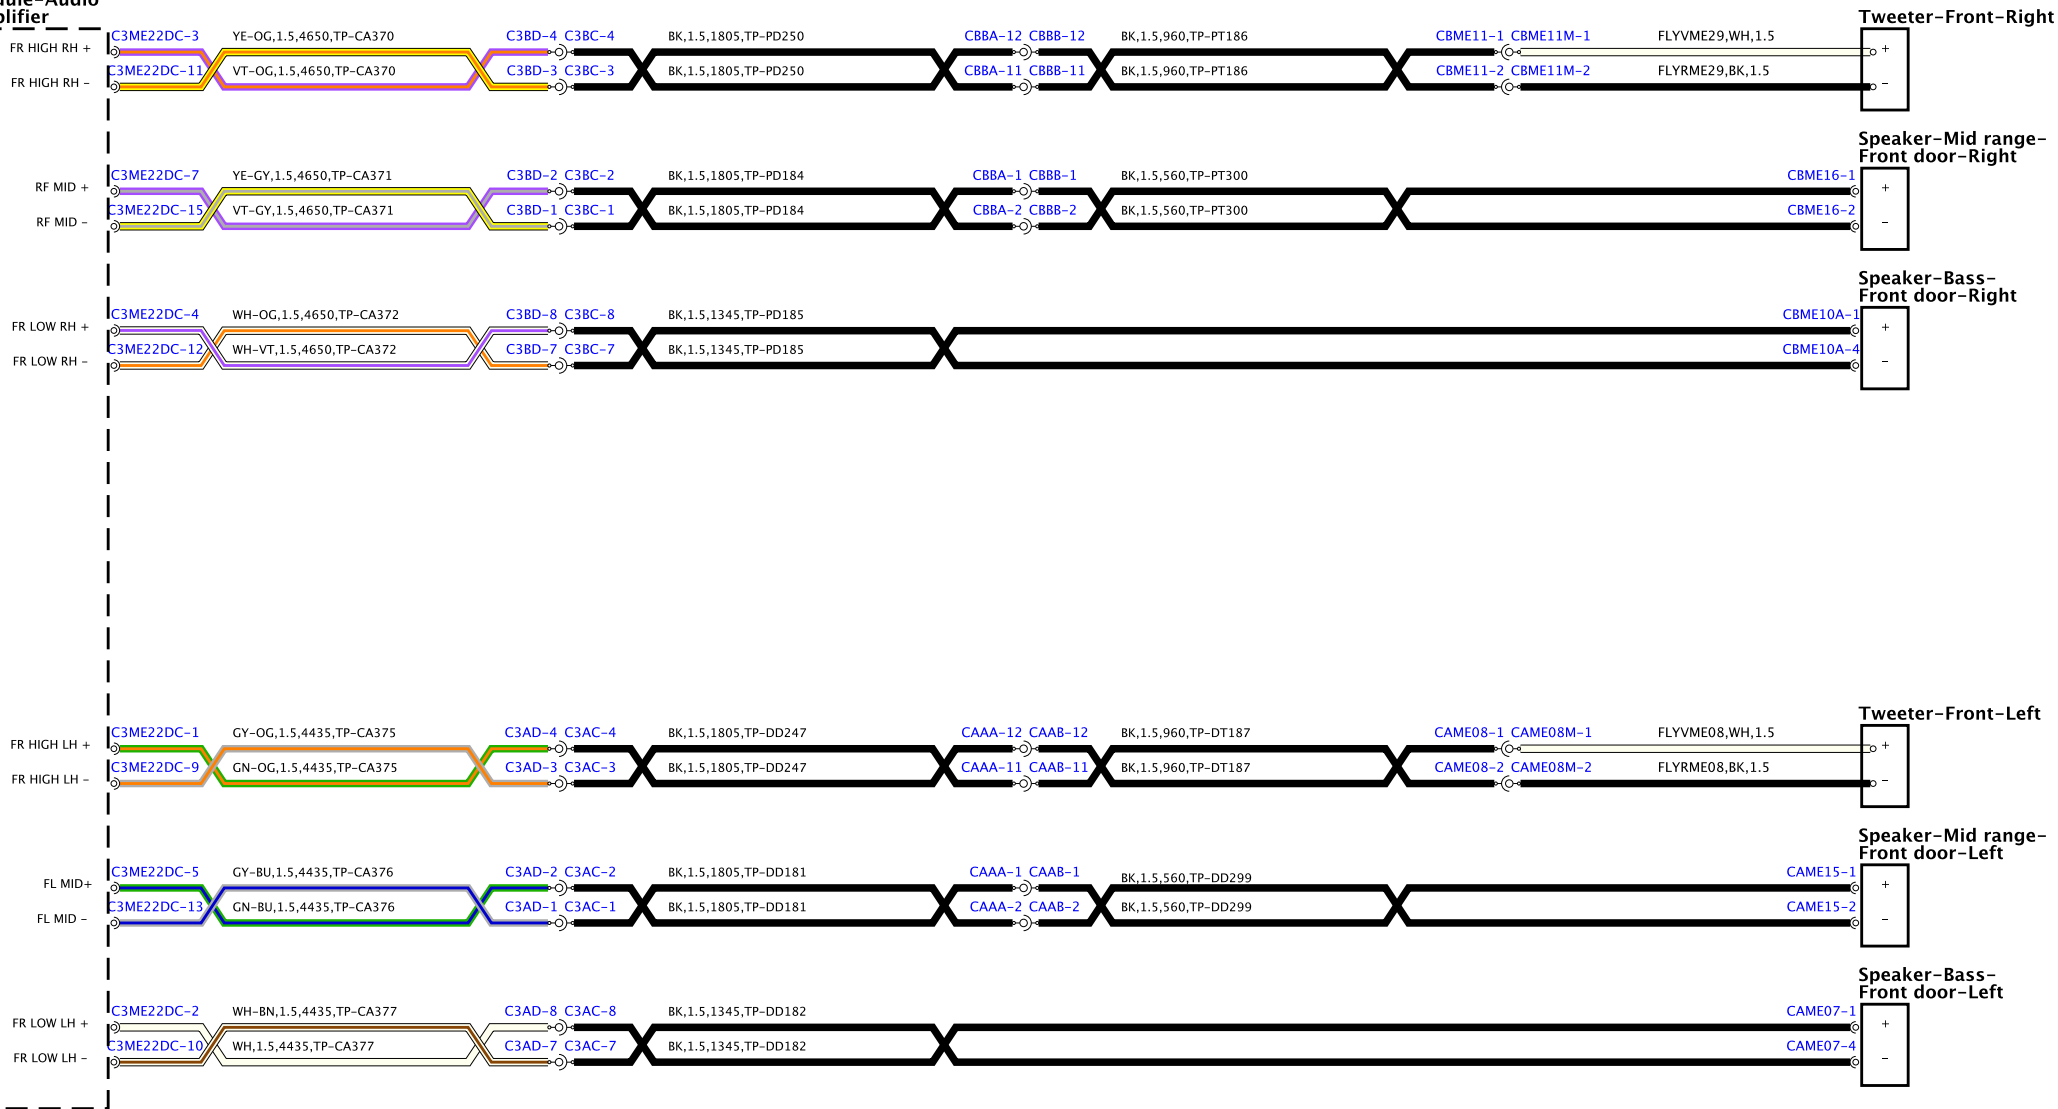 Tweeter-Front-Right
FR HIGH RH + C3ME22DC-3 YE-OG,1.5,4650,TP-CA370 C3BD-4 C3BC-4 BK,1.5,1805,TP-PD250 CBBA-12 CBBB-12 BK,1.5,960,TP-PT186 CBME11-1 CBME11M-1 FLYVME29,WH,1.5 +
FR HIGH RH - C3ME22DC-11 VT-OG,1.5,4650,TP-CA370 C3BD-3 C3BC-3 BK,1.5,1805,TP-PD250 CBBA-11 CBBB-11 BK,1.5,960,TP-PT186 CBME11-2 CBME11M-2 FLYRME29,BK,1.5 -
Speaker-Mid range-
Front door-Right
RF MID + C3ME22DC-7 YE-GY,1.5,4650,TP-CA371 C3BD-2 C3BC-2 BK,1.5,1805,TP-PD184 CBBA-1 CBBB-1 BK,1.5,560,TP-PT300 CBME16-1 +
RF MID - C3ME22DC-15 VT-GY,1.5,4650,TP-CA371 C3BD-1 C3BC-1 BK,1.5,1805,TP-PD184 CBBA-2 CBBB-2 BK,1.5,560,TP-PT300 CBME16-2 -
Speaker-Bass-
Front door-Right
FR LOW RH + C3ME22DC-4 WH-OG,1.5,4650,TP-CA372 C3BD-8 C3BC-8 BK,1.5,1345,TP-PD185 CBME10A-1 +
FR LOW RH - C3ME22DC-12 WH-VT,1.5,4650,TP-CA372 C3BD-7 C3BC-7 BK,1.5,1345,TP-PD185 CBME10A-4 -
Tweeter-Front-Left
FR HIGH LH + C3ME22DC-1 GY-OG,1.5,4435,TP-CA375 C3AD-4 C3AC-4 BK,1.5,1805,TP-DD247 CAAA-12 CAAB-12 BK,1.5,960,TP-DT187 CAME08-1 CAME08M-1 FLYVME08,WH,1.5 +
FR HIGH LH - C3ME22DC-9 GN-OG,1.5,4435,TP-CA375 C3AD-3 C3AC-3 BK,1.5,1805,TP-DD247 CAAA-11 CAAB-11 BK,1.5,960,TP-DT187 CAME08-2 CAME08M-2 FLYRME08,BK,1.5 -
Speaker-Mid range-
Front door-Left
FL MID+ C3ME22DC-5 GY-BU,1.5,4435,TP-CA376 C3AD-2 C3AC-2 BK,1.5,1805,TP-DD181 CAAA-1 CAAB-1 BK,1.5,560,TP-DD299 CAME15-1 +
FL MID - C3ME22DC-13 GN-BU,1.5,4435,TP-CA376 C3AD-1 C3AC-1 BK,1.5,1805,TP-DD181 CAAA-2 CAAB-2 BK,1.5,560,TP-DD299 CAME15-2 -
Speaker-Bass-
Front door-Left
FR LOW LH + C3ME22DC-2 WH-BN,1.5,4435,TP-CA377 C3AD-8 C3AC-8 BK,1.5,1345,TP-DD182 CAME07-1 +
FR LOW LH - C3ME22DC-10 WH,1.5,4435,TP-CA377 C3AD-7 C3AC-7 BK,1.5,1345,TP-DD182 CAME07-4 -